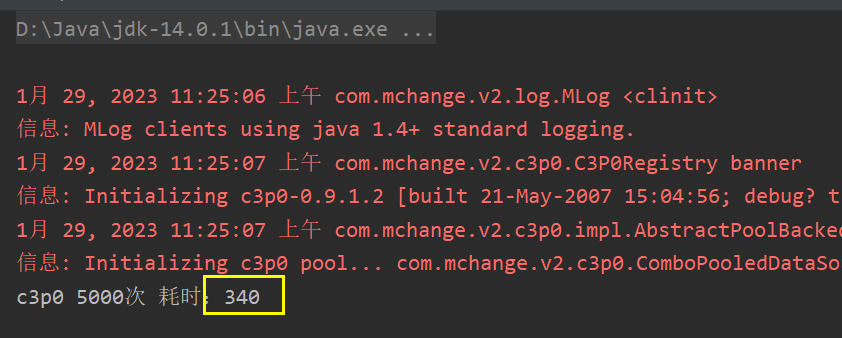 D:\Java\jdk-14.0.1\bin\java.exe ...
1月 29, 2023 11:25:06 上午 com.mchange.v2.log.MLog <clinit>
信息: MLog clients using java 1.4+ standard logging.
1月 29, 2023 11:25:07 上午 com.mchange.v2.c3p0.C3P0Registry banner
信息: Initializing c3p0-0.9.1.2 [built 21-May-2007 15:04:56; debug? t
1月 29, 2023 11:25:07 上午 com.mchange.v2.c3p0.impl.AbstractPoolBacked
信息: Initializing c3p0 pool... com.mchange.v2.c3p0.ComboPooledDataSo
c3p0 5000次 耗时: 340